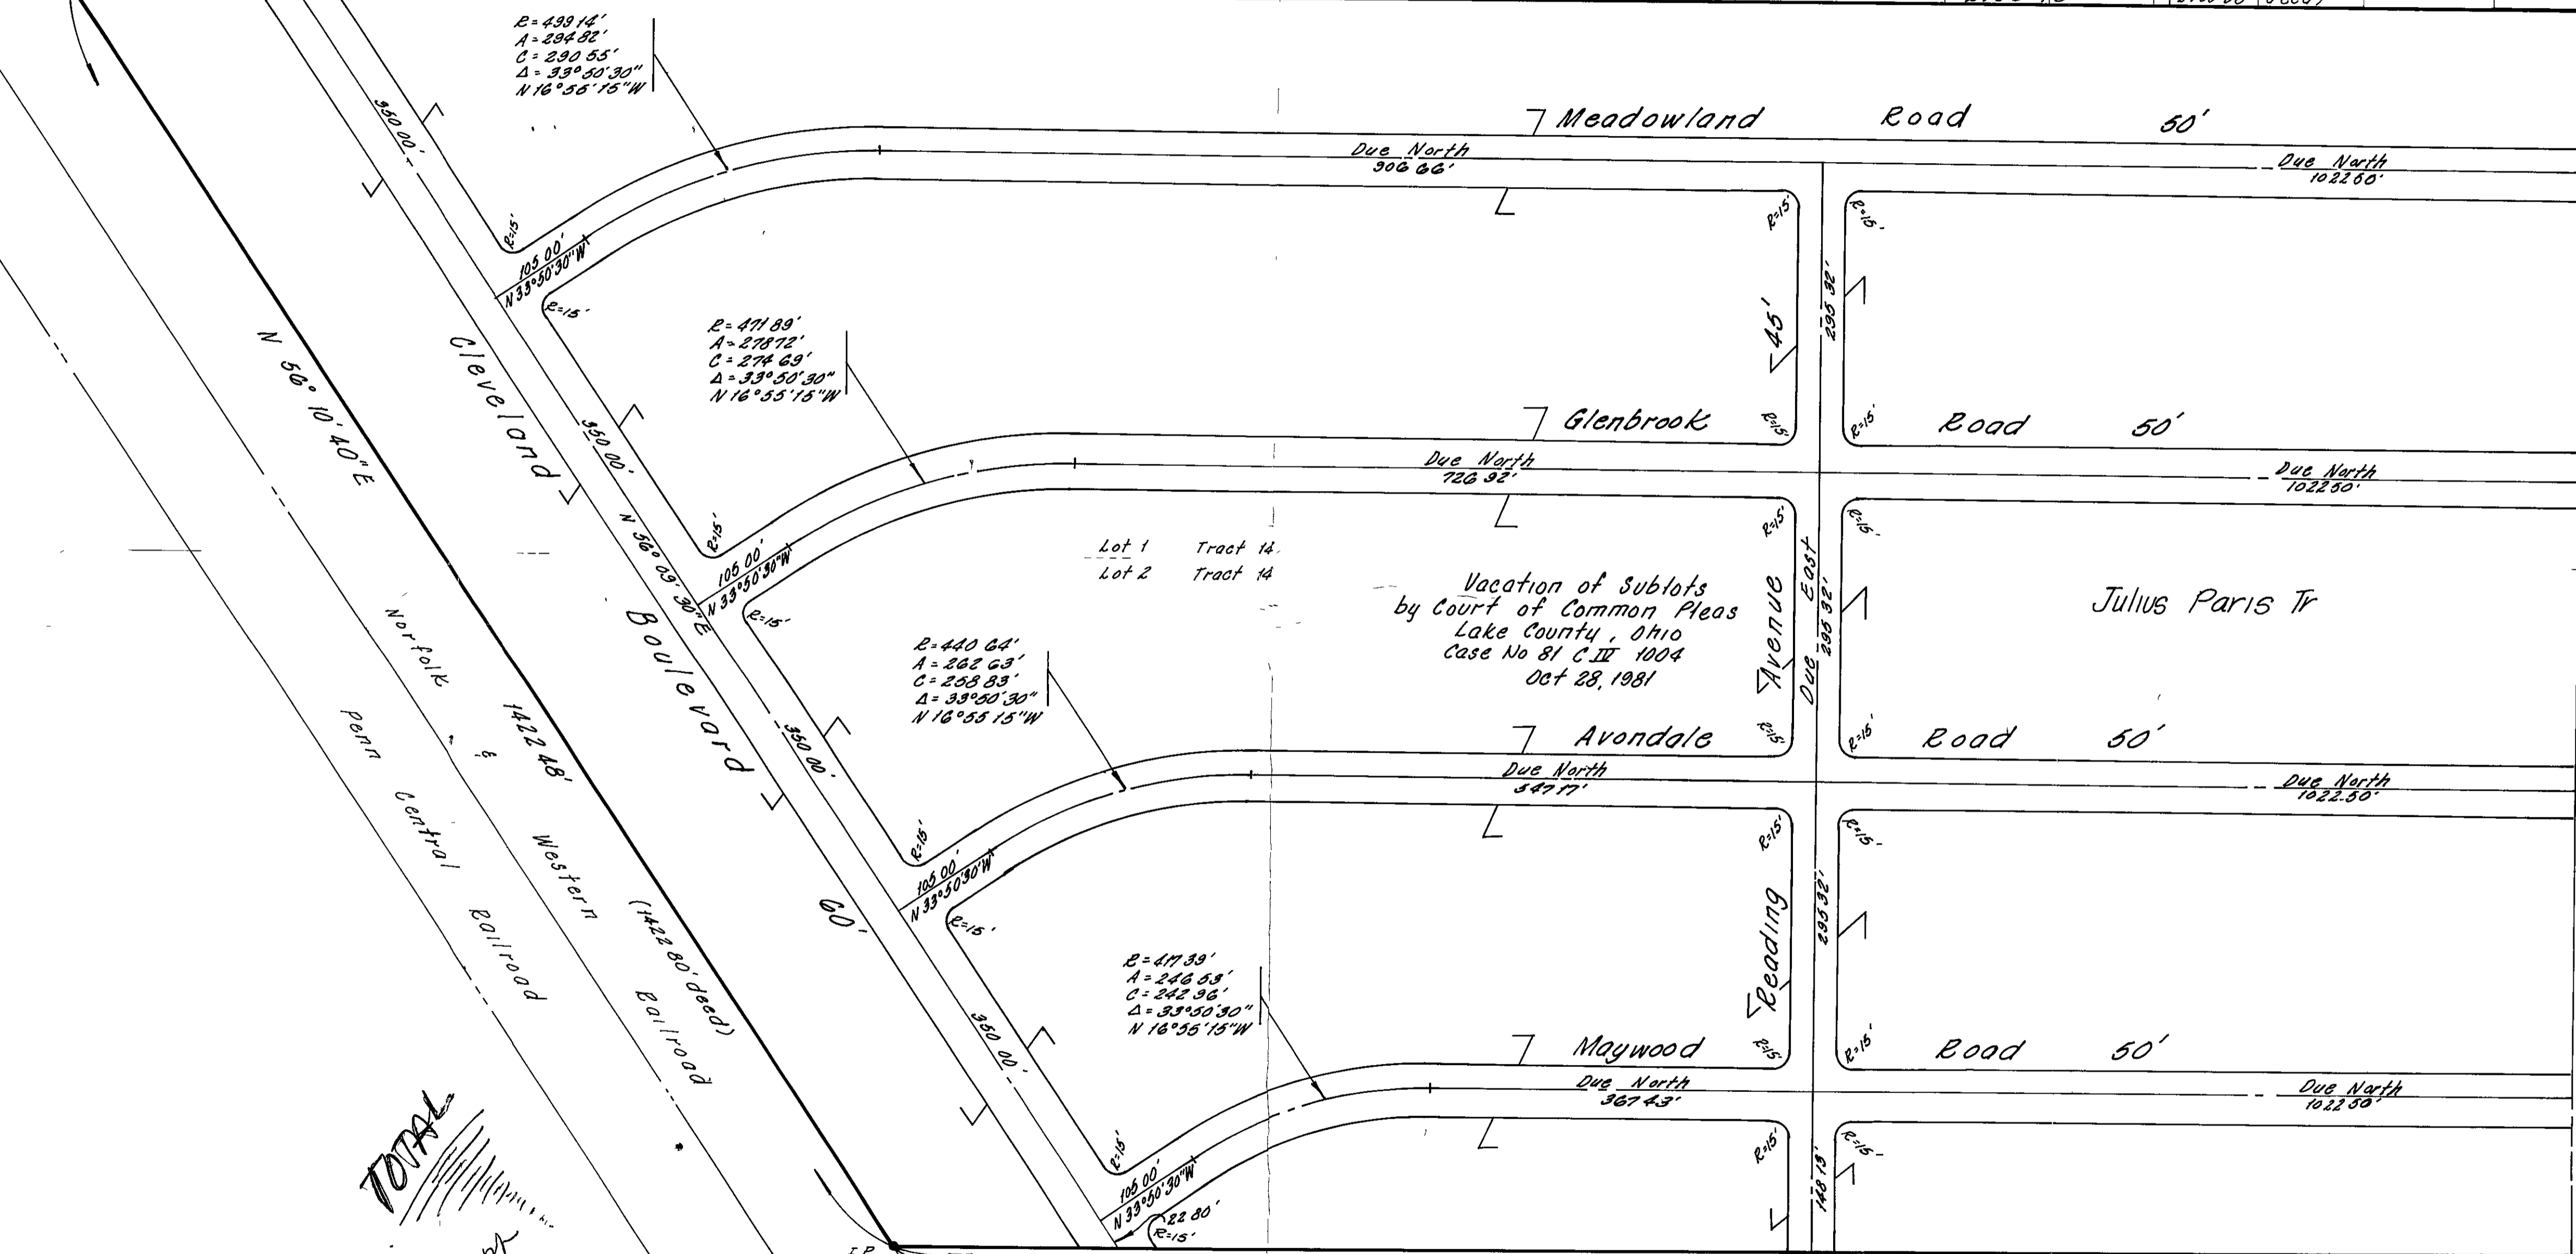 R=499 14'
A=294 82'
C=290 55'
Δ=33°50'30"
N 16°55'15"W
350 00'
Meadowland Road 50'
Due North
906 66'
Due North
1022 50'
R=15'
105 00'
N 33°50'30"W
R=15'
R=15'
R=15'
295 32'
45'
N 56° 10' 40" E
Cleveland
R=471 89'
A=278 72'
C=274 69'
Δ=33°50'30"
N 16°55'15"W
350 00'
Glenbrook Road 50'
R=15'
R=15'
Due North
726 92'
Due North
1022 50'
N 56° 09' 30" E
R=15'
105 00'
N 33°50'30"W
R=15'
R=15'
R=15'
Lot 1 Tract 14
Lot 2 Tract 14
Vacation of Sublots
by Court of Common Pleas
Lake County, Ohio
Case No 81 CIV 1004
Oct 28, 1981
Avenue
Due East
295 32'
Julius Paris Tr
Boulevard
Norfolk
&
Western
Railroad
Penn Central Railroad
1422 48'
(1422 80' deed)
R=440 64'
A=262 63'
C=258 83'
Δ=33°50'30"
N 16°55'15"W
350 00'
Avondale Road 50'
R=15'
R=15'
Due North
547 17'
Due North
1022.50'
R=15'
105 00'
N 33°50'30"W
R=15'
R=15'
R=15'
60'
Reading
295 32'
R=417 39'
A=246 53'
C=242 96'
Δ=33°50'30"
N 16°55'15"W
350 00'
Maywood Road 50'
R=15'
R=15'
Due North
367 43'
Due North
1022 50'
R=15'
105 00'
N 33°50'30"W
22 80'
R=15'
R=15'
R=15'
148 13'
TOTAL
I.P.